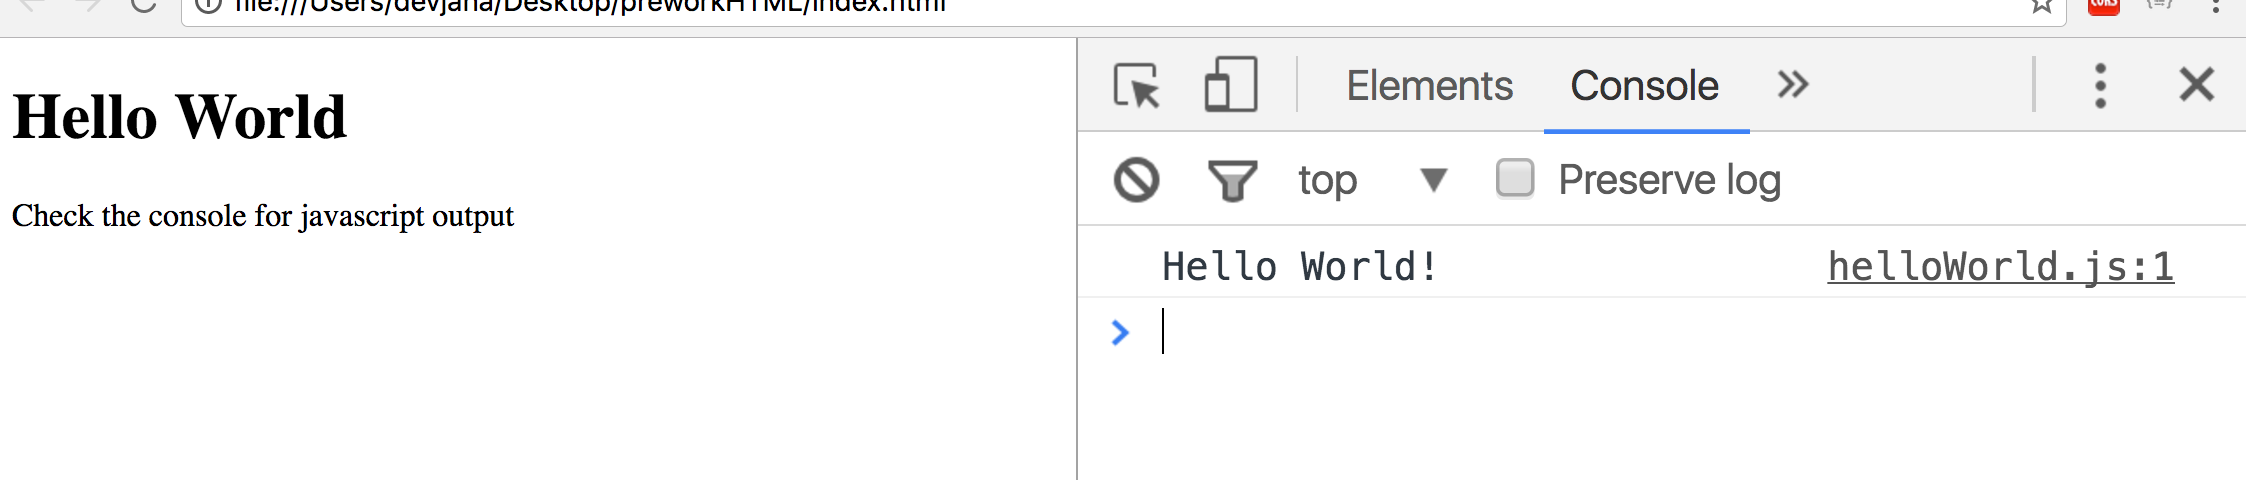 file:///Users/devjana/Desktop/preworkHTML/index.html
CORS
Hello World
Check the console for javascript output
Elements
Console
top
Preserve log
Hello World!
helloWorld.js:1